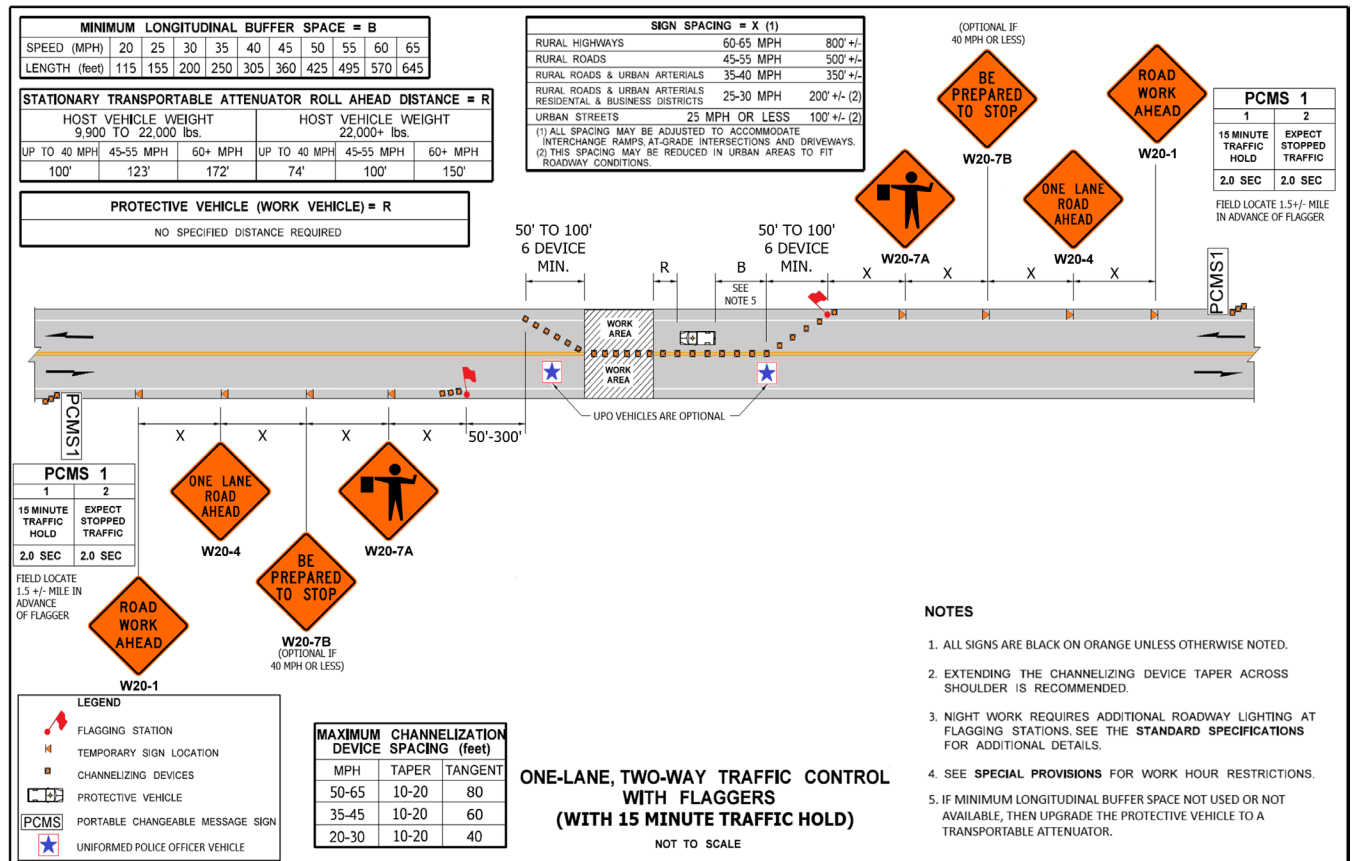 MINIMUM LONGITUDINAL BUFFER SPACE = B
SPEED (MPH) 20 25 30 35 40 45 50 55 60 65
LENGTH (feet) 115 155 200 250 305 360 425 495 570 645
STATIONARY TRANSPORTABLE ATTENUATOR ROLL AHEAD DISTANCE = R
HOST VEHICLE WEIGHT HOST VEHICLE WEIGHT
9,900 TO 22,000 lbs. 22,000+ lbs.
UP TO 40 MPH 45-55 MPH 60+ MPH UP TO 40 MPH 45-55 MPH 60+ MPH
100' 123' 172' 74' 100' 150'
PROTECTIVE VEHICLE (WORK VEHICLE) = R
NO SPECIFIED DISTANCE REQUIRED
SIGN SPACING = X (1)
RURAL HIGHWAYS 60-65 MPH 800' +/-
RURAL ROADS 45-55 MPH 500' +/-
RURAL ROADS & URBAN ARTERIALS 35-40 MPH 350' +/-
RURAL ROADS & URBAN ARTERIALS
RESIDENTAL & BUSINESS DISTRICTS 25-30 MPH 200' +/- (2)
URBAN STREETS 25 MPH OR LESS 100' +/- (2)
(1) ALL SPACING MAY BE ADJUSTED TO ACCOMMODATE
INTERCHANGE RAMPS, AT-GRADE INTERSECTIONS AND DRIVEWAYS.
(2) THIS SPACING MAY BE REDUCED IN URBAN AREAS TO FIT
ROADWAY CONDITIONS.
(OPTIONAL IF
40 MPH OR LESS)
BE
PREPARED
TO STOP
W20-7B
ROAD
WORK
AHEAD
W20-1
PCMS 1
1 2
15 MINUTE
TRAFFIC
HOLD
EXPECT
STOPPED
TRAFFIC
2.0 SEC 2.0 SEC
FIELD LOCATE 1.5+/- MILE
IN ADVANCE OF FLAGGER
W20-7A
ONE LANE
ROAD
AHEAD
W20-4
50' TO 100'
6 DEVICE
MIN.
R
B
SEE
NOTE 5
50' TO 100'
6 DEVICE
MIN.
X X X X
PCMS1
WORK
AREA
WORK
AREA
UPO VEHICLES ARE OPTIONAL
PCMS1
X X X X 50'-300'
PCMS 1
1 2
15 MINUTE
TRAFFIC
HOLD
EXPECT
STOPPED
TRAFFIC
2.0 SEC 2.0 SEC
FIELD LOCATE
1.5 +/- MILE IN
ADVANCE
OF FLAGGER
ONE LANE
ROAD
AHEAD
W20-4
W20-7A
BE
PREPARED
TO STOP
W20-7B
(OPTIONAL IF
40 MPH OR LESS)
ROAD
WORK
AHEAD
W20-1
LEGEND
FLAGGING STATION
TEMPORARY SIGN LOCATION
CHANNELIZING DEVICES
PROTECTIVE VEHICLE
PCMS PORTABLE CHANGEABLE MESSAGE SIGN
UNIFORMED POLICE OFFICER VEHICLE
MAXIMUM CHANNELIZATION
DEVICE SPACING (feet)
MPH TAPER TANGENT
50-65 10-20 80
35-45 10-20 60
20-30 10-20 40
ONE-LANE, TWO-WAY TRAFFIC CONTROL
WITH FLAGGERS
(WITH 15 MINUTE TRAFFIC HOLD)
NOT TO SCALE
NOTES
1. ALL SIGNS ARE BLACK ON ORANGE UNLESS OTHERWISE NOTED.
2. EXTENDING THE CHANNELIZING DEVICE TAPER ACROSS
SHOULDER IS RECOMMENDED.
3. NIGHT WORK REQUIRES ADDITIONAL ROADWAY LIGHTING AT
FLAGGING STATIONS. SEE THE STANDARD SPECIFICATIONS
FOR ADDITIONAL DETAILS.
4. SEE SPECIAL PROVISIONS FOR WORK HOUR RESTRICTIONS.
5. IF MINIMUM LONGITUDINAL BUFFER SPACE NOT USED OR NOT
AVAILABLE, THEN UPGRADE THE PROTECTIVE VEHICLE TO A
TRANSPORTABLE ATTENUATOR.